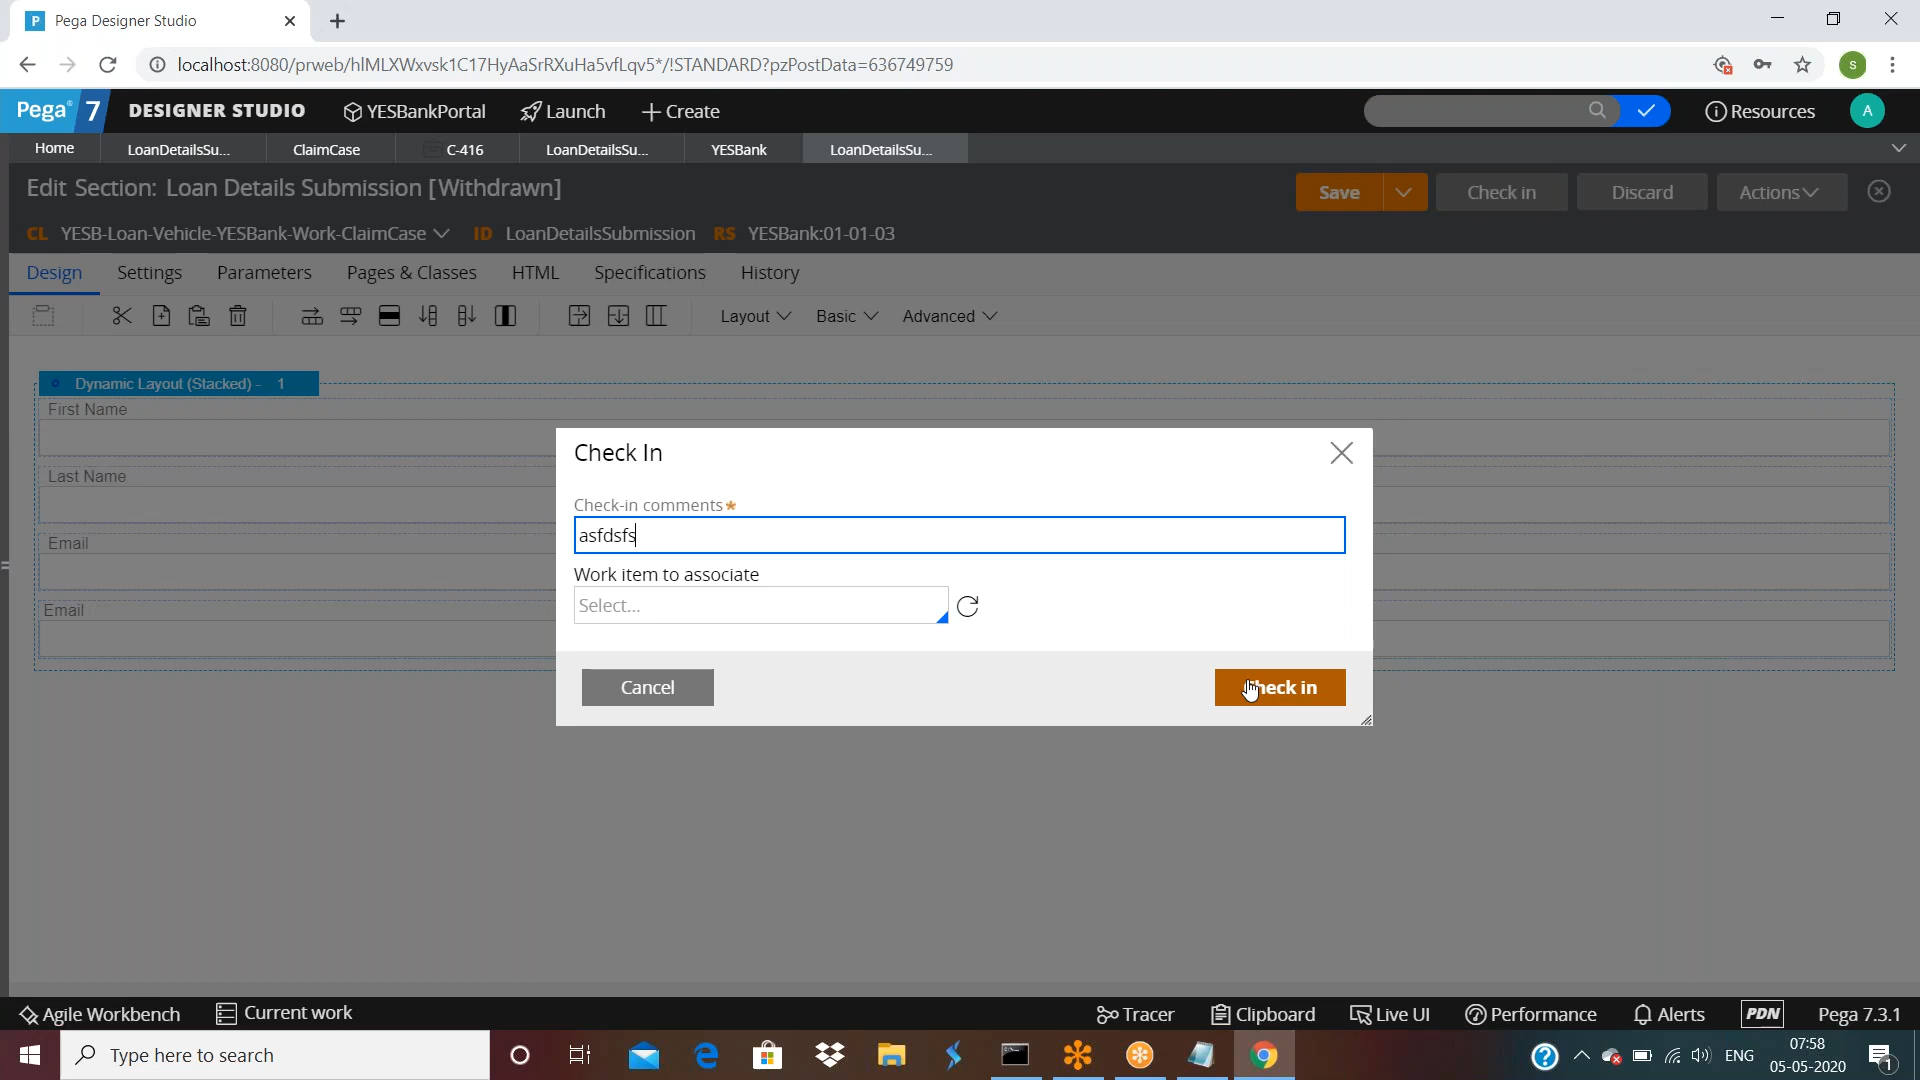 Pega Designer Studio
localhost:8080/prweb/hIMLXWxvsk1C17HyAaSrRXuHa5vfLqv5*/!STANDARD?pzPostData=636749759
S
Pega 7 DESIGNER STUDIO YESBankPortal Launch + Create Resources A
Home LoanDetailsSu... ClaimCase C-416 LoanDetailsSu... YESBank LoanDetailsSu...
Edit Section: Loan Details Submission [Withdrawn] Save Check in Discard Actions
CL YESB-Loan-Vehicle-YESBank-Work-ClaimCase ID LoanDetailsSubmission RS YESBank:01-01-03
Design Settings Parameters Pages & Classes HTML Specifications History
Layout Basic Advanced
Dynamic Layout (Stacked) - 1
First Name
Last Name
Email
Email
Check In
Check-in comments*
asfdsfs
Work item to associate
Select...
Cancel Check in
Agile Workbench Current work Tracer Clipboard Live UI Performance Alerts PDN Pega 7.3.1
Type here to search ENG 07:58
05-05-2020 1